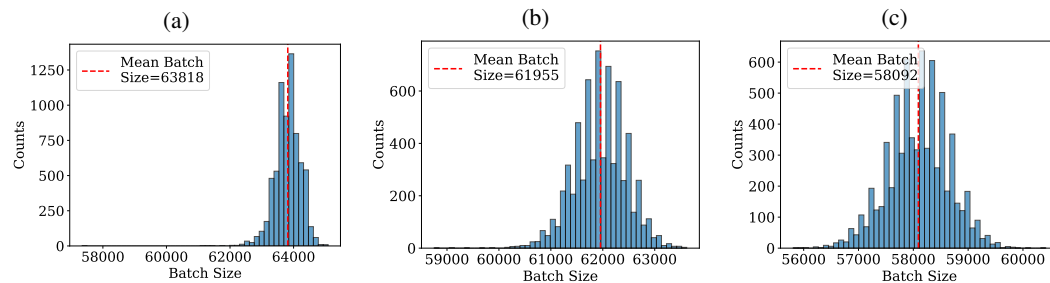 (a)
Mean Batch
Size=63818
Counts
1250
1000
750
500
250
0
58000 60000 62000 64000
Batch Size
(b)
Mean Batch
Size=61955
Counts
600
400
200
0
59000 60000 61000 62000 63000
Batch Size
(c)
Mean Batch
Size=58092
Counts
600
500
400
300
200
100
0
56000 57000 58000 59000 60000
Batch Size